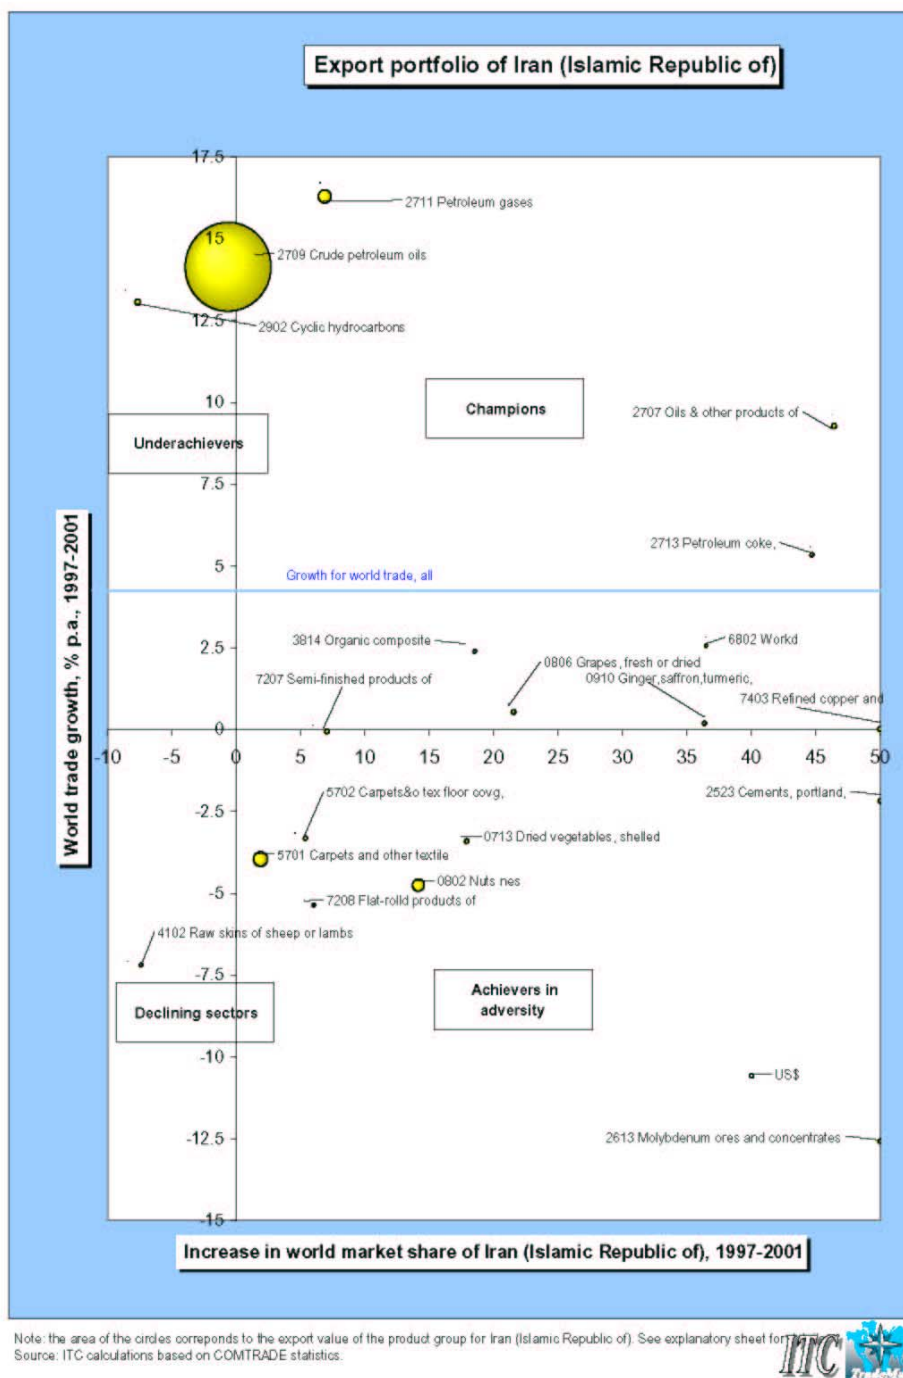 Export portfolio of Iran (Islamic Republic of)
17.5
2711 Petroleum gases
15
2709 Crude petroleum oils
12.5
2902 Cyclic hydrocarbons
10
Champions
2707 Oils & other products of
Underachievers
7.5
2713 Petroleum coke,
5
Growth for world trade, all
World trade growth, % p.a., 1997-2001
2.5
3814 Organic composite
6802 Workd
0806 Grapes, fresh or dried
7207 Semi-finished products of
0910 Ginger,saffron,turmeric,
7403 Refined copper and
0
-10 -5 0 5 10 15 20 25 30 35 40 45 50
-2.5
5702 Carpets&o tex floor covg,
2523 Cements, portland,
0713 Dried vegetables, shelled
5701 Carpets and other textile
0802 Nuts nes
-5
7208 Flat-rolld products of
4102 Raw skins of sheep or lambs
-7.5
Achievers in
adversity
Declining sectors
-10
US$
-12.5
2613 Molybdenum ores and concentrates
-15
Increase in world market share of Iran (Islamic Republic of), 1997-2001
Note: the area of the circles correponds to the export value of the product group for Iran (Islamic Republic of). See explanatory sheet for
Source: ITC calculations based on COMTRADE statistics.
ITC